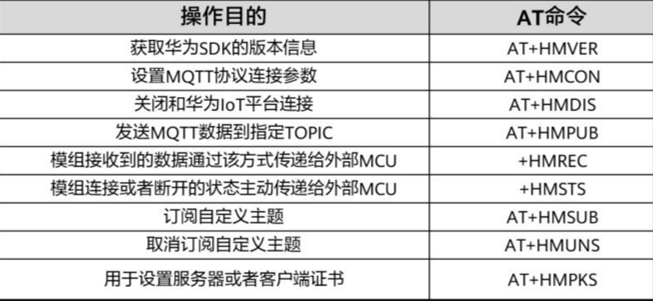 操作目的 AT命令
获取华为SDK的版本信息 AT+HMVER
设置MQTT协议连接参数 AT+HMCON
关闭和华为IoT平台连接 AT+HMDIS
发送MQTT数据到指定TOPIC AT+HMPUB
模组接收到的数据通过该方式传递给外部MCU +HMREC
模组连接或者断开的状态主动传递给外部MCU +HMSTS
订阅自定义主题 AT+HMSUB
取消订阅自定义主题 AT+HMUNS
用于设置服务器或者客户端证书 AT+HMPKS